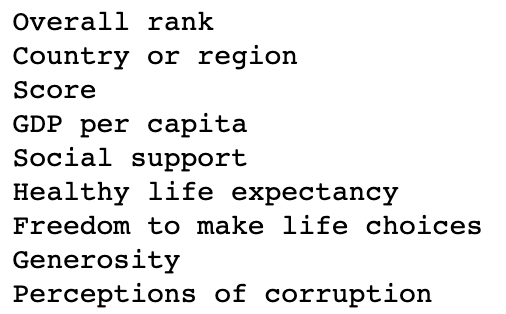 Overall rank
Country or region
Score
GDP per capita
Social support
Healthy life expectancy
Freedom to make life choices
Generosity
Perceptions of corruption